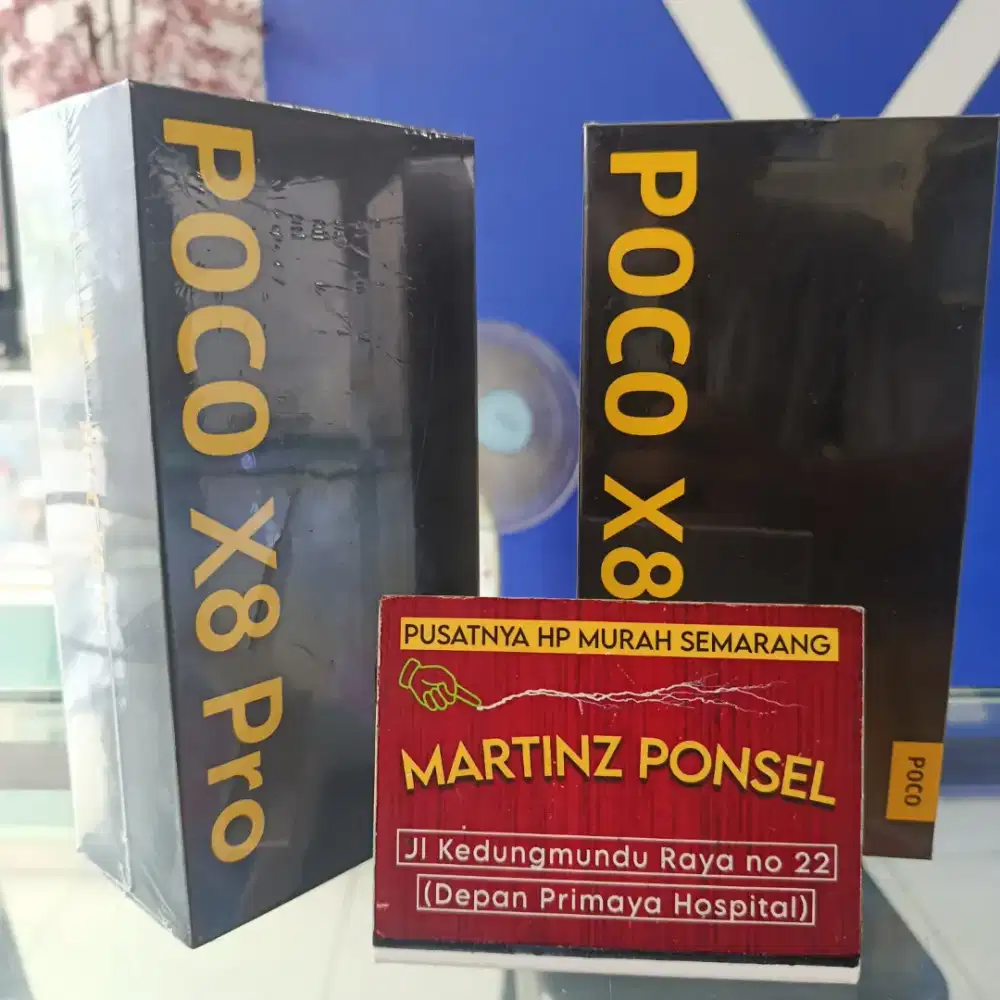 POCO X8 Pro
POCO X8
POCO
PUSATNYA HP MURAH SEMARANG
MARTINZ PONSEL
Jl Kedungmundu Raya no 22
(Depan Primaya Hospital)